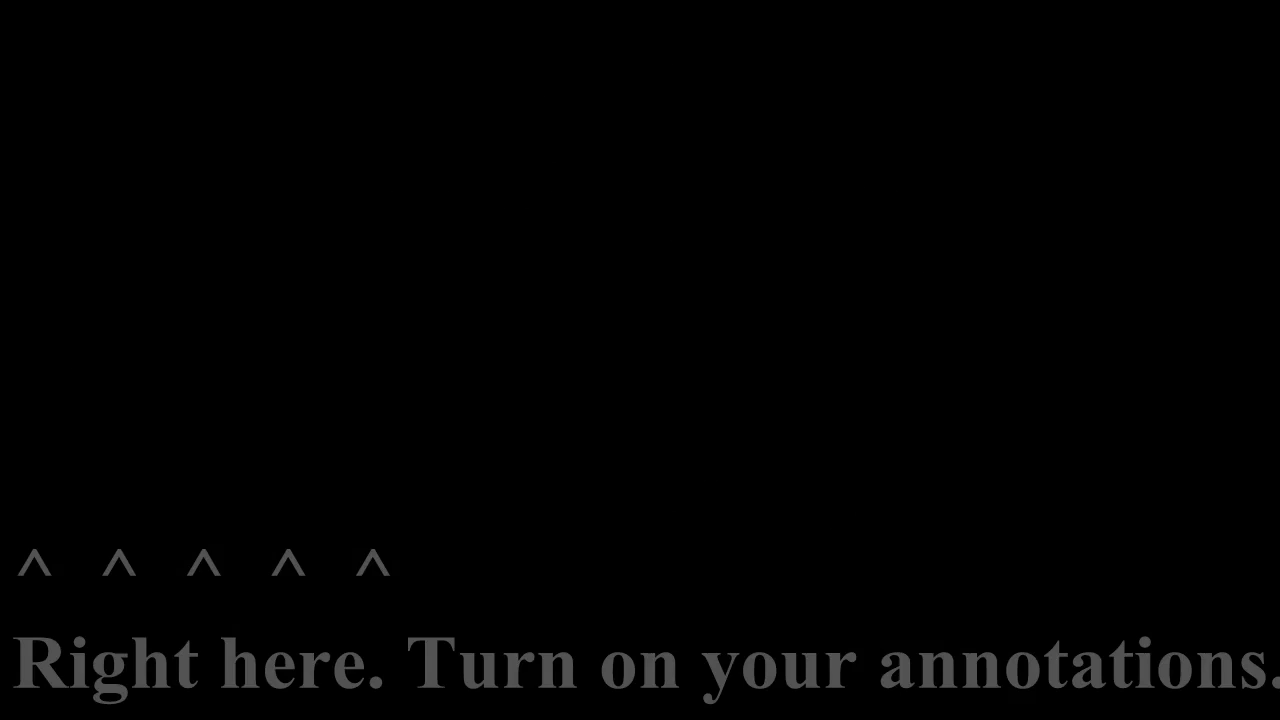 ^ ^ ^ ^ ^
Right here. Turn on your annotations.